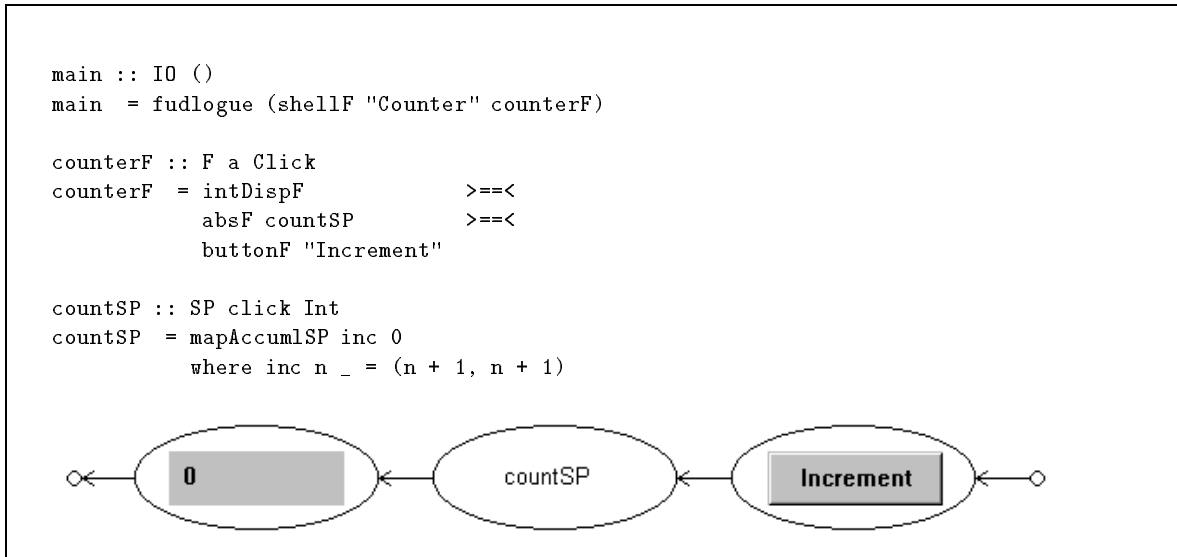 main :: IO ()
main  = fudlogue (shellF "Counter" counterF)
counterF :: F a Click
counterF  = intDispF               >==<
            absF countSP           >==<
            buttonF "Increment"
countSP :: SP click Int
countSP  = mapAccumlSP inc 0
           where inc n _ = (n + 1, n + 1)
0 countSP Increment